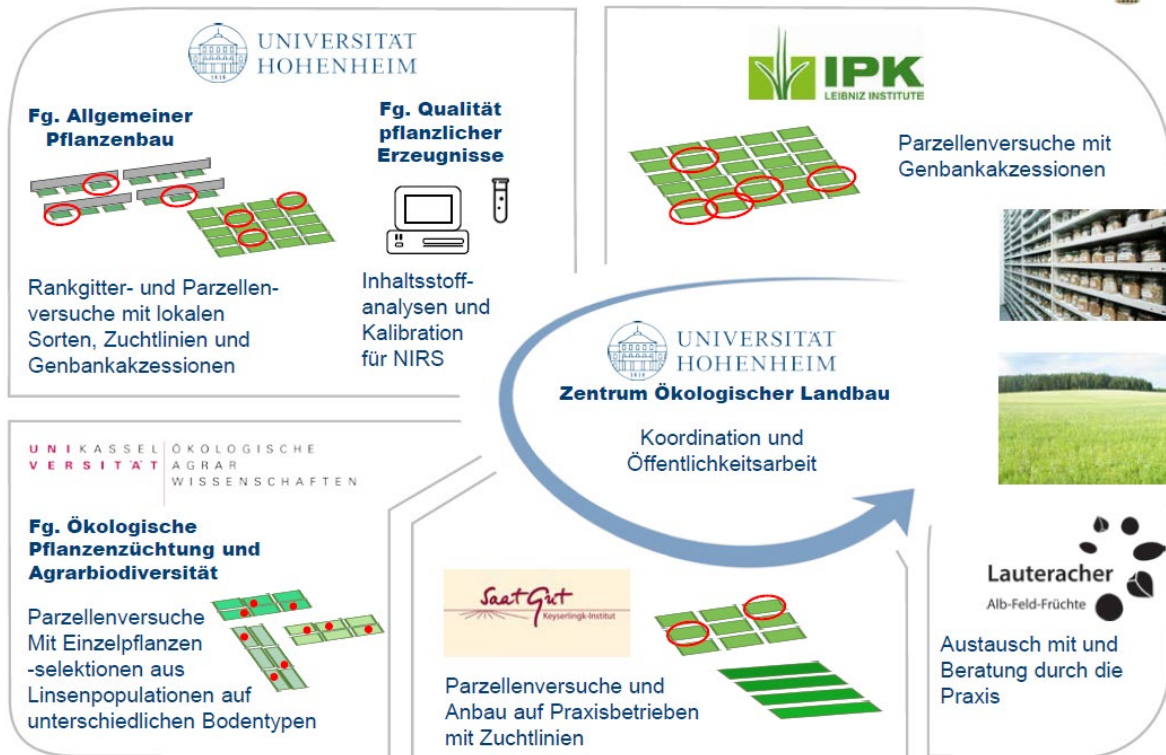 UNIVERSITÄT
HOHENHEIM
1818
Fg. Allgemeiner
Pflanzenbau
Rankgitter- und Parzellen-
versuche mit lokalen
Sorten, Zuchtlinien und
Genbankakzessionen
Fg. Qualität
pflanzlicher
Erzeugnisse
Inhaltsstoff-
analysen und
Kalibration
für NIRS
IPK
LEIBNIZ INSTITUTE
Parzellenversuche mit
Genbankakzessionen
UNIVERSITÄT
HOHENHEIM
1818
Zentrum Ökologischer Landbau
Koordination und
Öffentlichkeitsarbeit
UNIKASSEL
VERSITÄT
ÖKOLOGISCHE
AGRAR
WISSENSCHAFTEN
Fg. Ökologische
Pflanzenzüchtung und
Agrarbiodiversität
Parzellenversuche
Mit Einzelpflanzen
-selektionen aus
Linsenpopulationen auf
unterschiedlichen Bodentypen
SaatGut
Keyserlingk-Institut
Parzellenversuche und
Anbau auf Praxisbetrieben
mit Zuchtlinien
Lauteracher
Alb-Feld-Früchte
Austausch mit und
Beratung durch die
Praxis